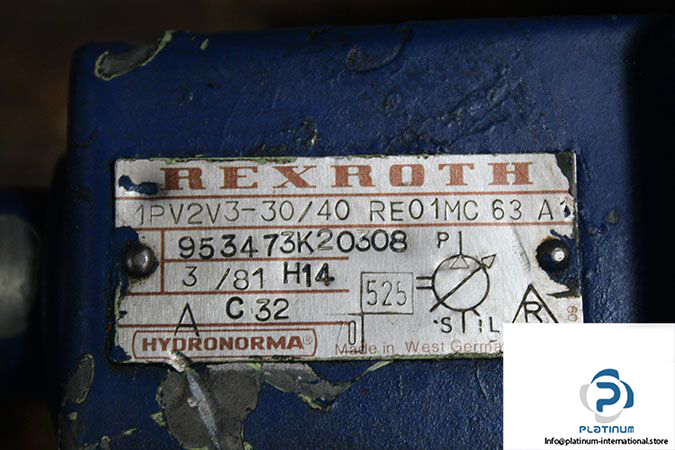 REXROTH
1PV2V3-30/40 RE01MC 63 A1
953473K20308
3/81 H14
A C 32
525
P
S L
R
70
HYDRONORMA
Made in West Germa
60
PLATINUM
Info@platinum-international.store